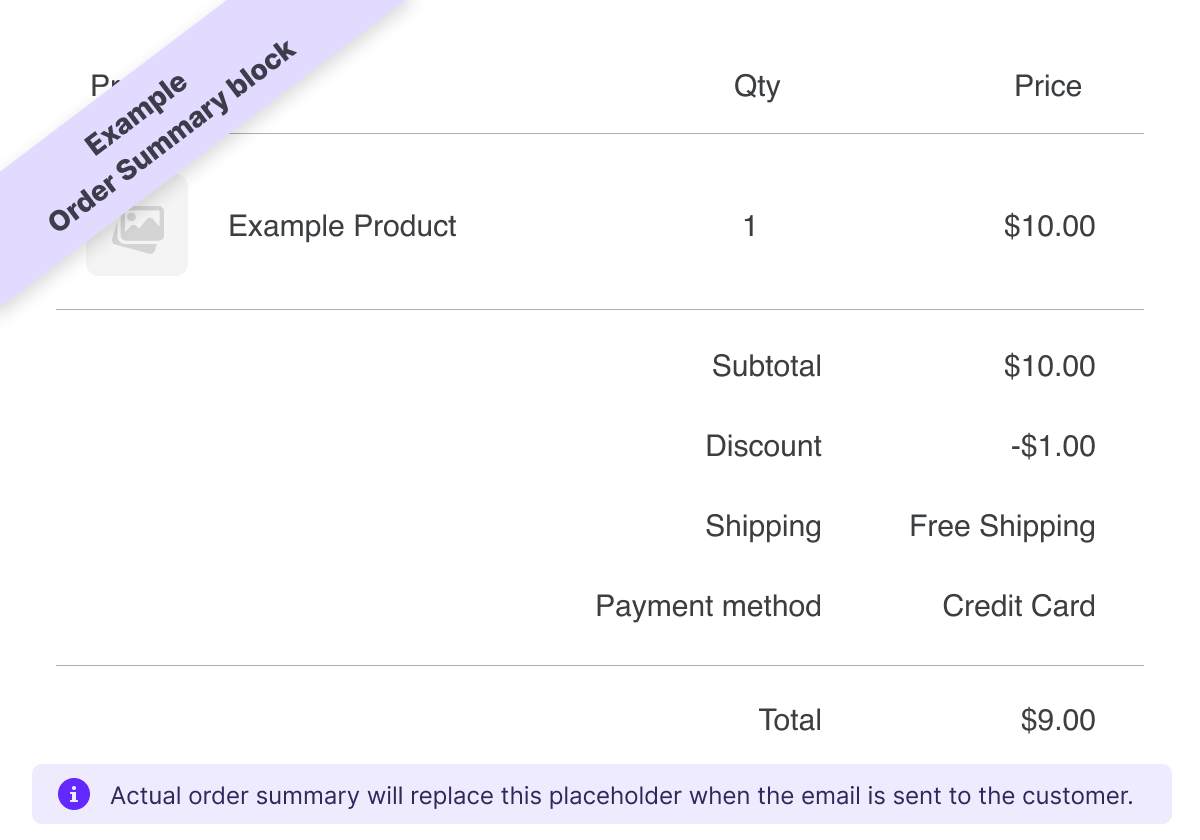 Example
Order Summary block
Qty Price
Example Product 1 $10.00
Subtotal $10.00
Discount -$1.00
Shipping Free Shipping
Payment method Credit Card
Total $9.00
Actual order summary will replace this placeholder when the email is sent to the customer.